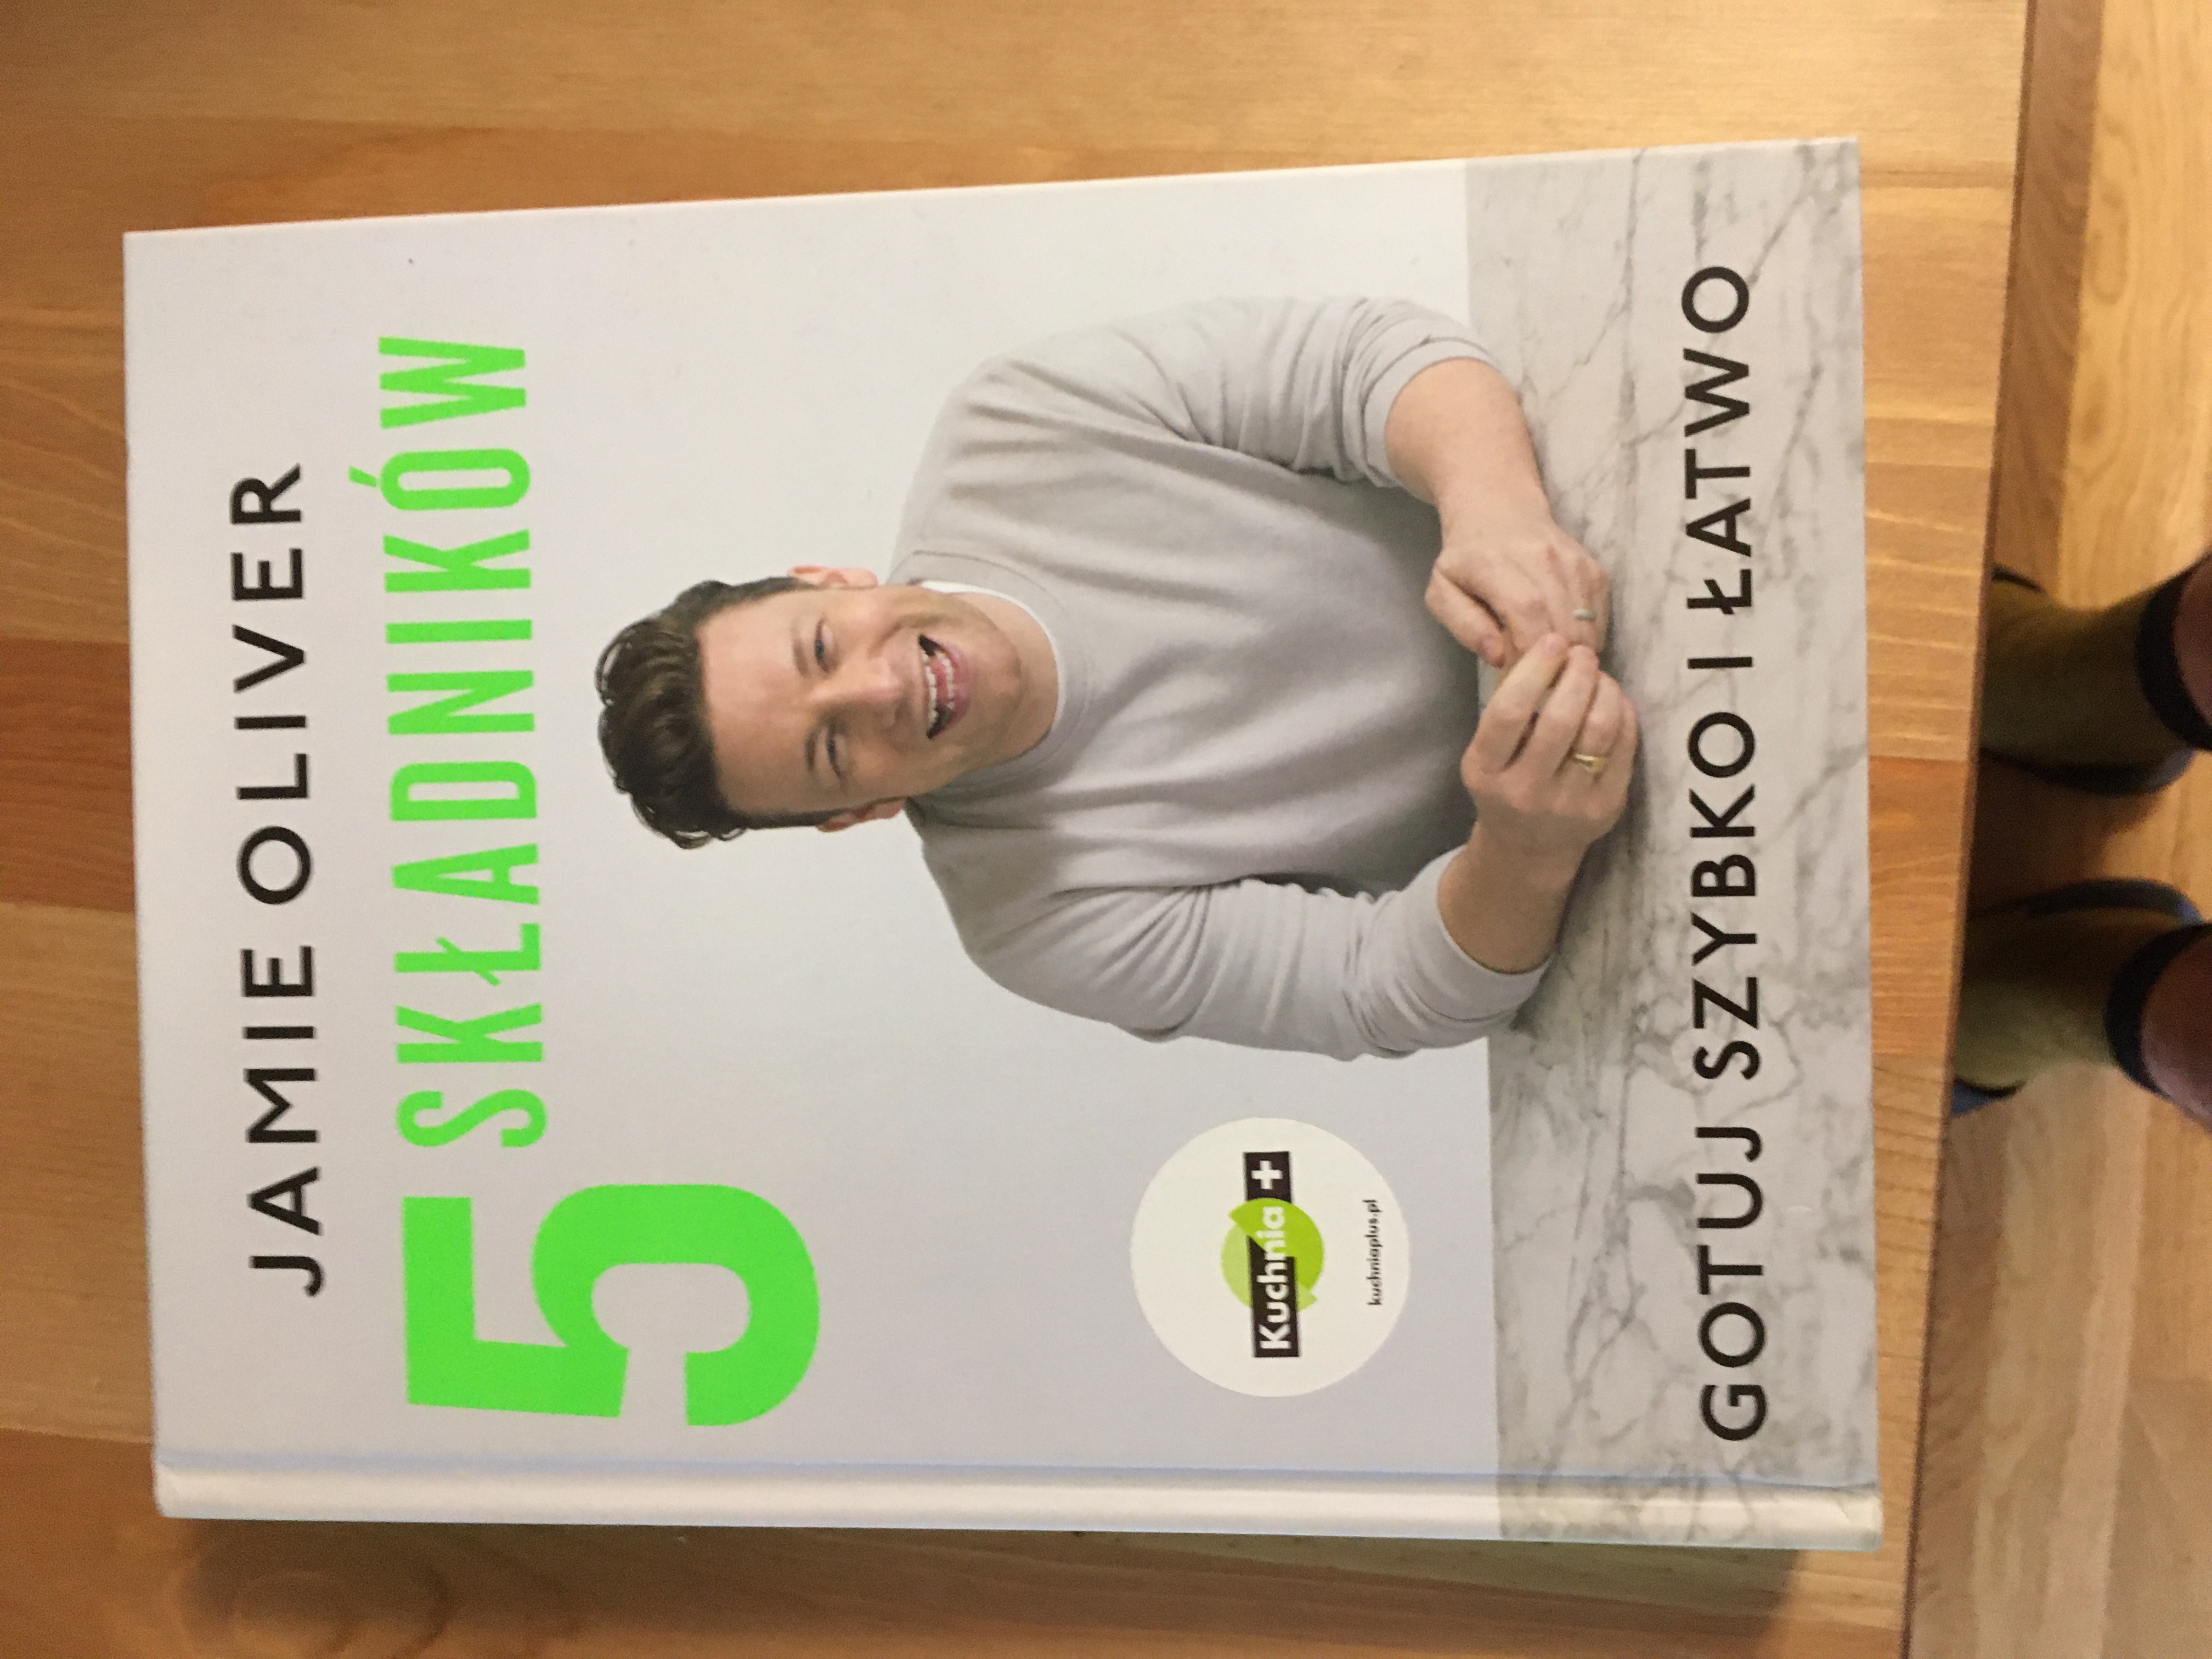 JAMIE OLIVER
5 SKŁADNIKÓW
Kuchnia+
kuchniaplus.pl
GOTUJ SZYBKO I ŁATWO